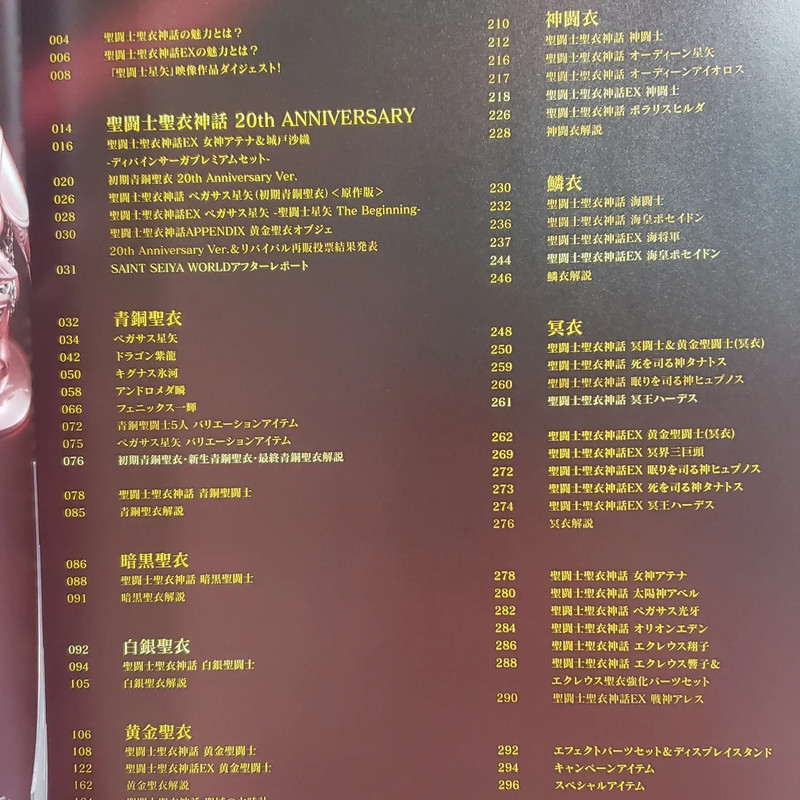 004 聖闘士聖衣神話の魅力とは?
006 聖闘士聖衣神話EXの魅力とは?
008 『聖闘士星矢』映像作品ダイジェスト!
014 聖闘士聖衣神話 20th ANNIVERSARY
016 聖闘士聖衣神話EX 女神アテナ&城戸沙織
-ディバインサーガプレミアムセット-
020 初期青銅聖衣 20th Anniversary Ver.
026 聖闘士聖衣神話 ペガサス星矢(初期青銅聖衣)<原作版>
028 聖闘士聖衣神話EX ペガサス星矢 -聖闘士星矢 The Beginning-
030 聖闘士聖衣神話APPENDIX 黄金聖衣オブジェ
20th Anniversary Ver.&リバイバル再販投票結果発表
031 SAINT SEIYA WORLDアフターレポート
032 青銅聖衣
034 ペガサス星矢
042 ドラゴン紫龍
050 キグナス氷河
058 アンドロメダ瞬
066 フェニックス一輝
072 青銅聖闘士5人 バリエーションアイテム
075 ペガサス星矢 バリエーションアイテム
076 初期青銅聖衣・新生青銅聖衣・最終青銅聖衣解説
078 聖闘士聖衣神話 青銅聖闘士
085 青銅聖衣解説
086 暗黒聖衣
088 聖闘士聖衣神話 暗黒聖闘士
091 暗黒聖衣解説
092 白銀聖衣
094 聖闘士聖衣神話 白銀聖闘士
105 白銀聖衣解説
106 黄金聖衣
108 聖闘士聖衣神話 黄金聖闘士
122 聖闘士聖衣神話EX 黄金聖闘士
162 黄金聖衣解説
210 神闘衣
212 聖闘士聖衣神話 神闘士
216 聖闘士聖衣神話 オーディーン星矢
217 聖闘士聖衣神話 オーディーンアイオロス
218 聖闘士聖衣神話EX 神闘士
226 聖闘士聖衣神話 ポラリスヒルダ
228 神闘衣解説
230 鱗衣
232 聖闘士聖衣神話 海闘士
236 聖闘士聖衣神話 海皇ポセイドン
237 聖闘士聖衣神話EX 海将軍
244 聖闘士聖衣神話EX 海皇ポセイドン
246 鱗衣解説
248 冥衣
250 聖闘士聖衣神話 冥闘士&黄金聖闘士(冥衣)
259 聖闘士聖衣神話 死を司る神タナトス
260 聖闘士聖衣神話 眠りを司る神ヒュプノス
261 聖闘士聖衣神話 冥王ハーデス
262 聖闘士聖衣神話EX 黄金聖闘士(冥衣)
269 聖闘士聖衣神話EX 冥界三巨頭
272 聖闘士聖衣神話EX 眠りを司る神ヒュプノス
273 聖闘士聖衣神話EX 死を司る神タナトス
274 聖闘士聖衣神話EX 冥王ハーデス
276 冥衣解説
278 聖闘士聖衣神話 女神アテナ
280 聖闘士聖衣神話 太陽神アベル
282 聖闘士聖衣神話 ペガサス光牙
284 聖闘士聖衣神話 オリオンエデン
286 聖闘士聖衣神話 エクレウス翔子
288 聖闘士聖衣神話 エクレウス響子&
エクレウス聖衣強化パーツセット
290 聖闘士聖衣神話EX 戦神アレス
292 エフェクトパーツセット&ディスプレイスタンド
294 キャンペーンアイテム
296 スペシャルアイテム